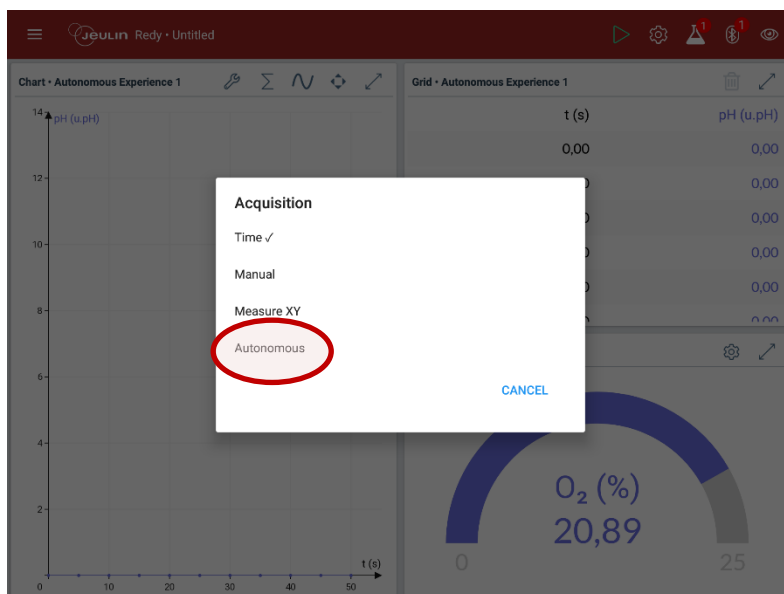 Jeulin Redy • Untitled
1
1
Chart • Autonomous Experience 1
Grid • Autonomous Experience 1
t (s)
pH (u.pH)
0,00
0,00
0,00
0,00
0,00
0,00
14
pH (u.pH)
12
10
8
6
4
2
0
10
20
30
40
50
t (s)
Acquisition
Time ✓
Manual
Measure XY
Autonomous
CANCEL
O₂ (%)
20,89
0
25